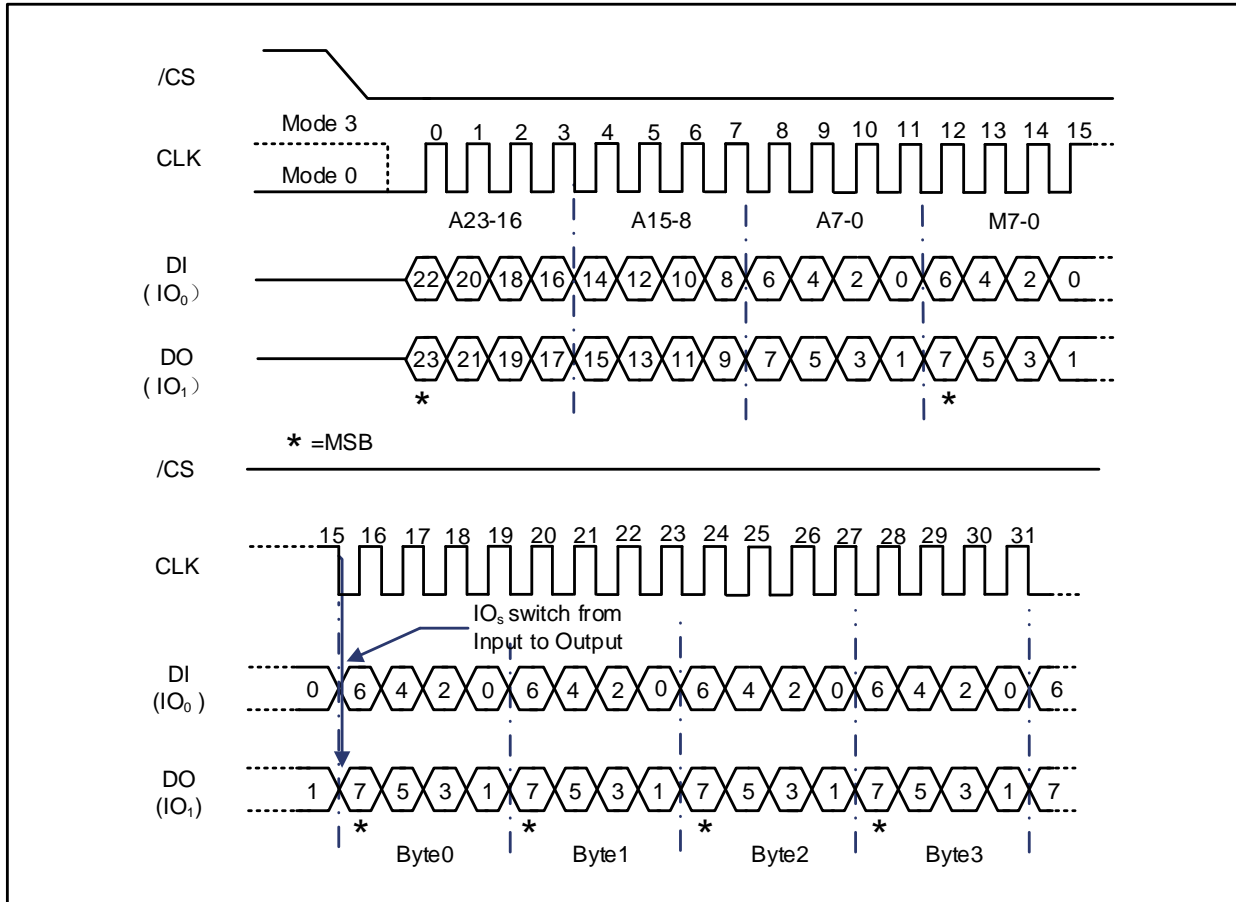 /CS
Mode 3
CLK
0 1 2 3 4 5 6 7 8 9 10 11 12 13 14 15
Mode 0
A23-16 A15-8 A7-0 M7-0
DI
( IO₀ )
22 20 18 16 14 12 10 8 6 4 2 0 6 4 2 0
DO
( IO₁ )
23 21 19 17 15 13 11 9 7 5 3 1 7 5 3 1
* *
* =MSB
/CS
15 16 17 18 19 20 21 22 23 24 25 26 27 28 29 30 31
CLK
IOₛ switch from
Input to Output
DI
(IO₀ )
0 6 4 2 0 6 4 2 0 6 4 2 0 6 4 2 0 6
DO
(IO₁)
1 7 5 3 1 7 5 3 1 7 5 3 1 7 5 3 1 7
* * * *
Byte0 Byte1 Byte2 Byte3